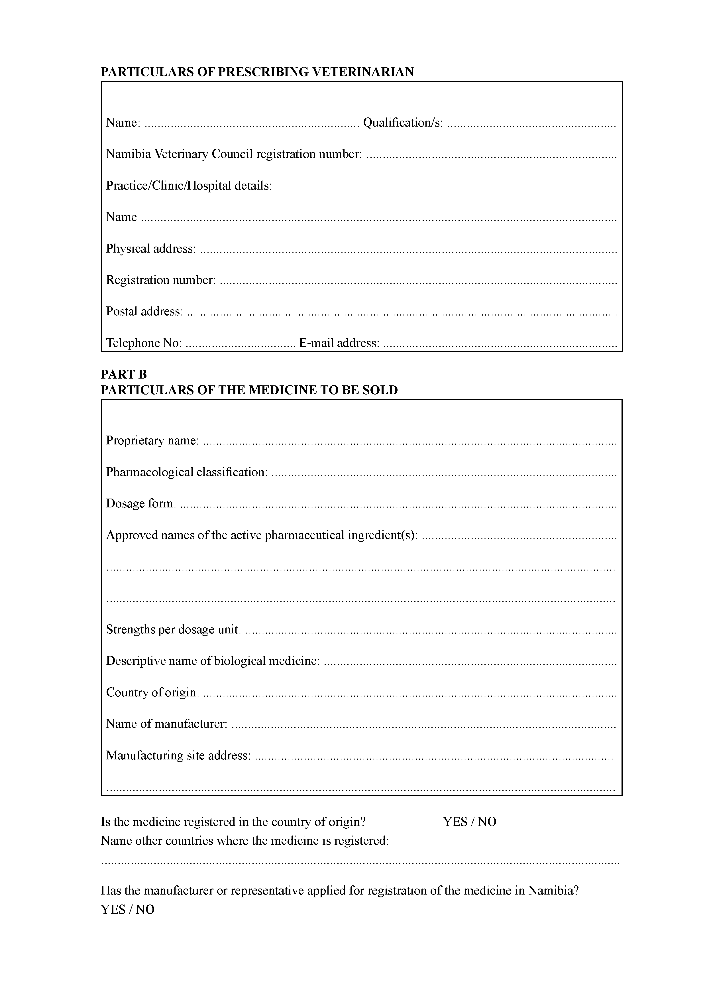 PARTICULARS OF PRESCRIBING VETERINARIAN
Name: .................................................................. Qualification/s: ....................................................
Namibia Veterinary Council registration number: .............................................................................
Practice/Clinic/Hospital details:
Name ..................................................................................................................................................
Physical address: ................................................................................................................................
Registration number: ..........................................................................................................................
Postal address: ....................................................................................................................................
Telephone No: .................................. E-mail address: ........................................................................
PART B
PARTICULARS OF THE MEDICINE TO BE SOLD
Proprietary name: ...............................................................................................................................
Pharmacological classification: ..........................................................................................................
Dosage form: ......................................................................................................................................
Approved names of the active pharmaceutical ingredient(s): ............................................................
............................................................................................................................................................
............................................................................................................................................................
Strengths per dosage unit: ..................................................................................................................
Descriptive name of biological medicine: ..........................................................................................
Country of origin: ...............................................................................................................................
Name of manufacturer: ......................................................................................................................
Manufacturing site address: ..............................................................................................................
............................................................................................................................................................
Is the medicine registered in the country of origin? YES / NO
Name other countries where the medicine is registered:
...............................................................................................................................................................
Has the manufacturer or representative applied for registration of the medicine in Namibia?
YES / NO